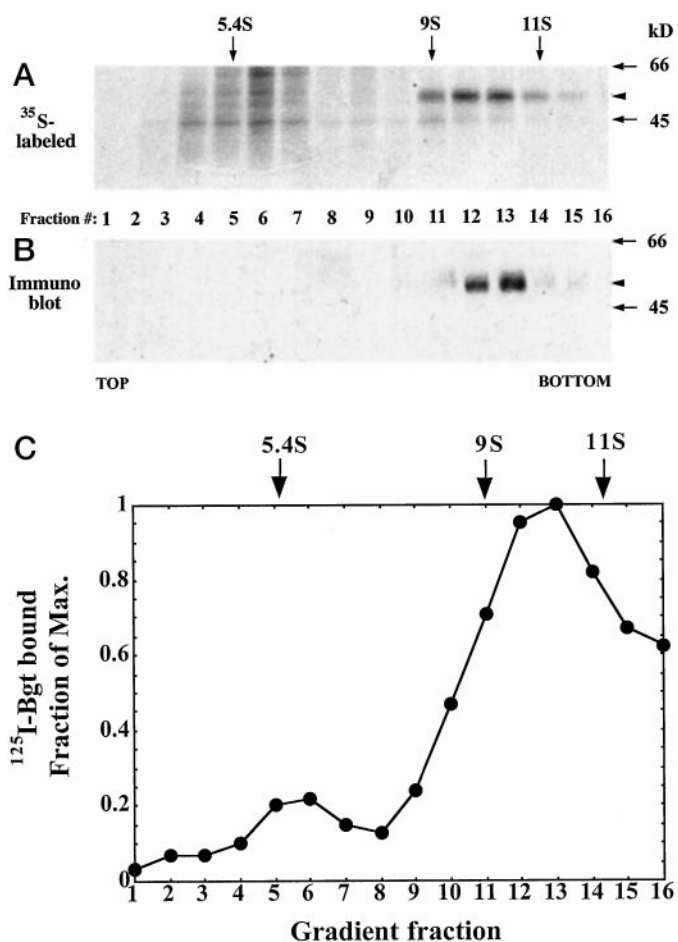 5.4S 9S 11S kD
A 66
35S-
labeled 45
Fraction #: 1 2 3 4 5 6 7 8 9 10 11 12 13 14 15 16
B 66
Immuno
blot 45
TOP BOTTOM
C 5.4S 9S 11S
125I-Bgt bound
Fraction of Max.
1
0.8
0.6
0.4
0.2
0
1 2 3 4 5 6 7 8 9 10 11 12 13 14 15 16
Gradient fraction